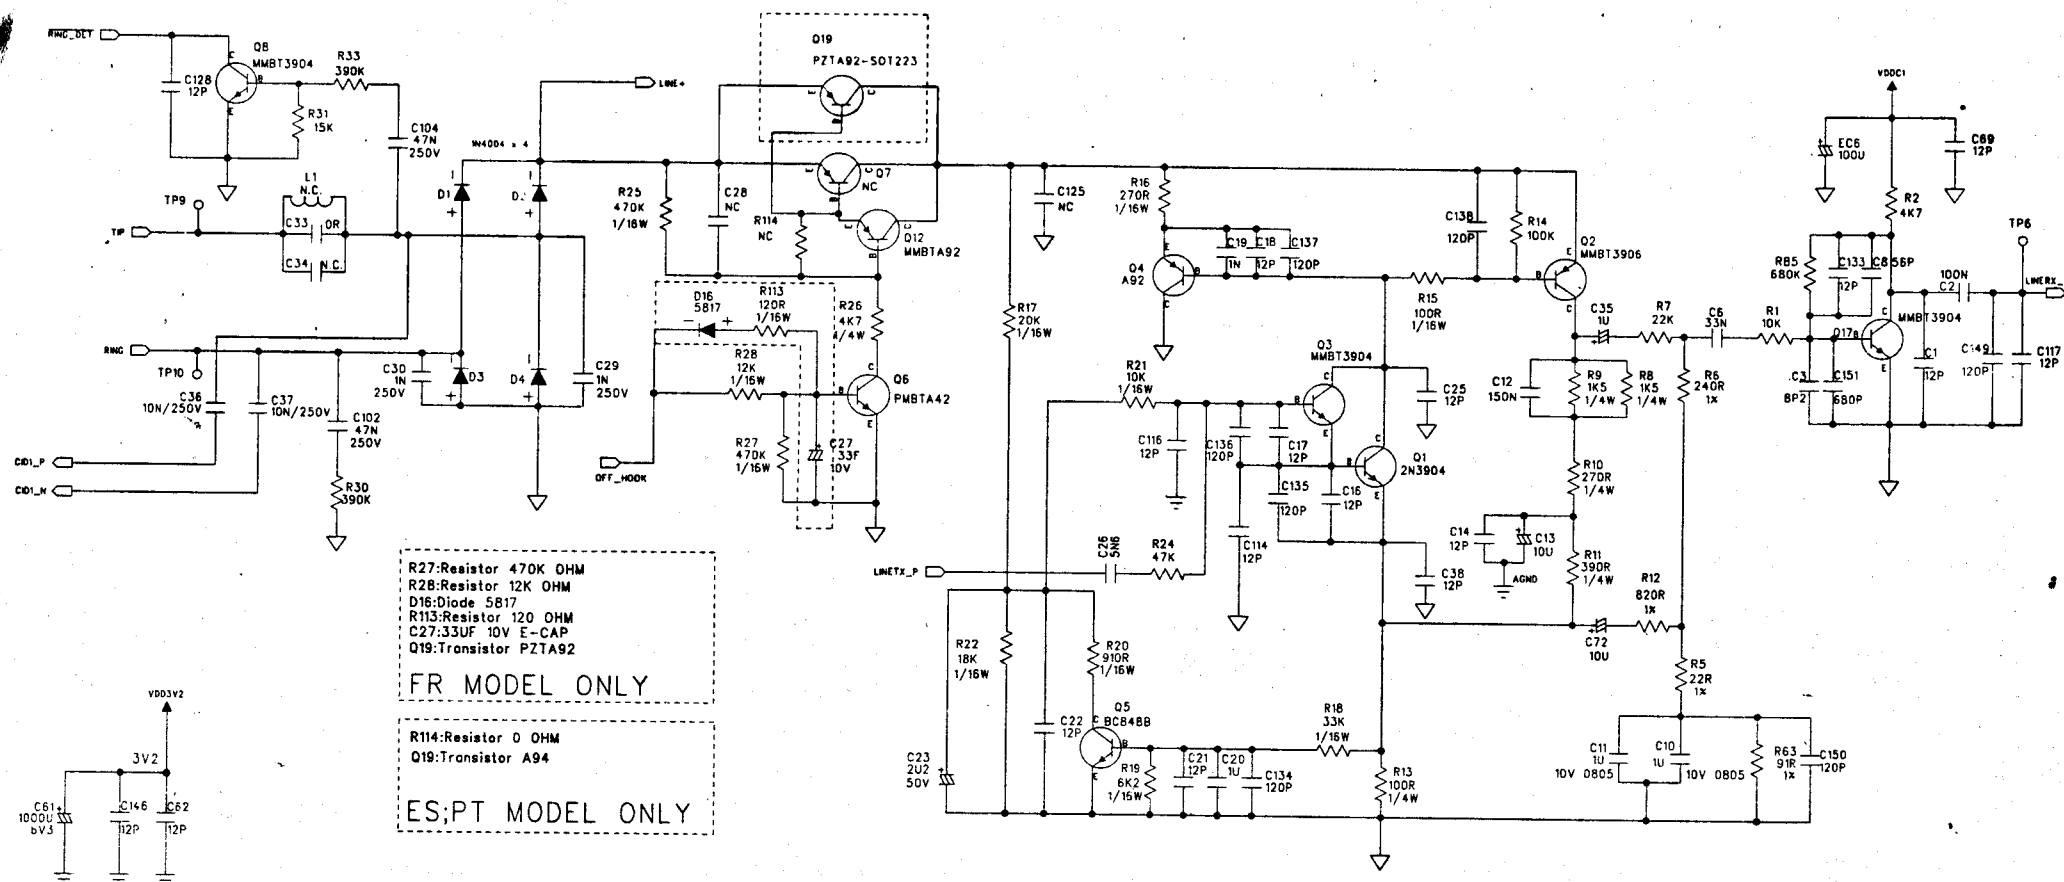 RING_DET
Q8
MMBT3904
C128
12P
C
B
E
R33
390K
R31
15K
C104
47N
250V
L1
N.C.
C33
0R
C34
N.C.
TP9
TIP
RING
TP10
C36
10N/250V
C37
10N/250V
C102
47N
250V
R30
390K
CID1_P
CID1_N
C30
1N
250V
1N4004 x 4
D1
D3
D4
C29
1N
250V
LINE+
R25
470K
1/16W
C28
NC
Q19
PZTA92-SOT223
E
C
B
Q7
NC
E
C
B
R114
NC
Q12
MMBTA92
E
C
B
D16
5817
R113
120R
1/16W
R26
4K7
1/4W
R28
12K
1/16W
Q6
PMBTA42
C
B
E
R27
470K
1/16W
C27
33F
10V
OFF_HOOK
R17
20K
1/16W
C125
NC
R16
270R
1/16W
Q4
A92
E
B
C
C19
1N
C18
12P
C137
120P
C138
120P
R14
100K
R15
100R
1/16W
Q2
MMBT3906
E
B
C
Q3
MMBT3904
C
B
E
R21
10K
1/16W
C116
12P
C136
120P
C17
12P
C25
12P
Q1
2N3904
C
B
E
C135
120P
C16
12P
C114
12P
C38
12P
LINETX_P
C26
5N6
R24
47K
R22
18K
1/16W
R20
910R
1/16W
Q5
BC848B
C
B
E
C22
12P
C23
2U2
50V
R19
6K2
1/16W
C21
12P
C20
1U
C134
120P
R18
33K
1/16W
R13
100R
1/4W
C35
1U
R7
22K
C6
33N
R1
10K
C12
150N
R9
1K5
1/4W
R8
1K5
1/4W
R6
240R
1%
R10
270R
1/4W
C14
12P
C13
10U
AGND
R11
390R
1/4W
R12
820R
1%
C72
10U
R5
22R
1%
C11
1U
10V 0805
C10
1U
10V 0805
R63
91R
1%
C150
120P
VDDC1
EC6
100U
C69
12P
R2
4K7
R85
680K
C133
12P
C8
56P
100N
C2
TP6
MMBT3904
Q17
C
B
E
C3
8P2
C151
680P
C1
12P
C149
120P
C117
12P
R27:Resistor 470K OHM
R28:Resistor 12K OHM
D16:Diode 5817
R113:Resistor 120 OHM
C27:33UF 10V E-CAP
Q19:Transistor PZTA92
FR MODEL ONLY
R114:Resistor 0 OHM
Q19:Transistor A94
ES;PT MODEL ONLY
VDD3V2
3V2
C61
1000U
6V3
C146
12P
C62
12P